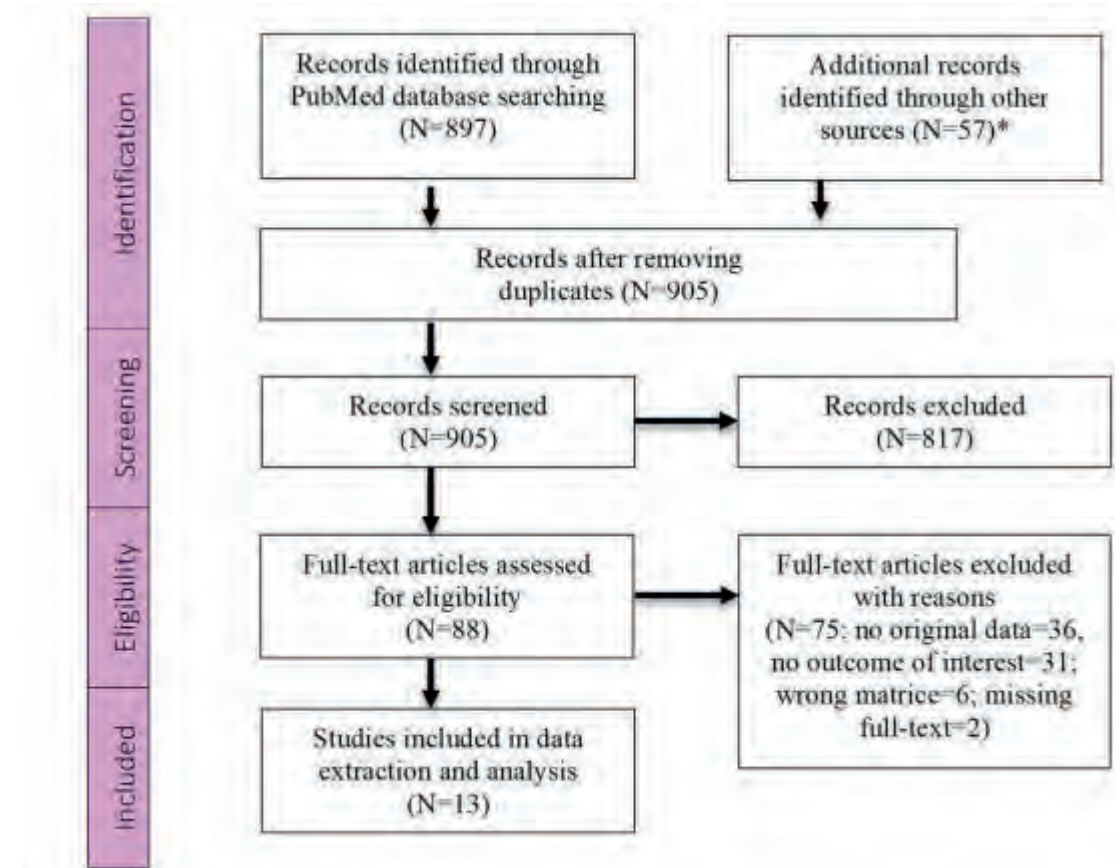 Identification
Records identified through
PubMed database searching
(N=897)
Additional records
identified through other
sources (N=57)*
Records after removing
duplicates (N=905)
Screening
Records screened
(N=905)
Records excluded
(N=817)
Eligibility
Full-text articles assessed
for eligibility
(N=88)
Full-text articles excluded
with reasons
(N=75: no original data=36,
no outcome of interest=31;
wrong matrice=6; missing
full-text=2)
Included
Studies included in data
extraction and analysis
(N=13)